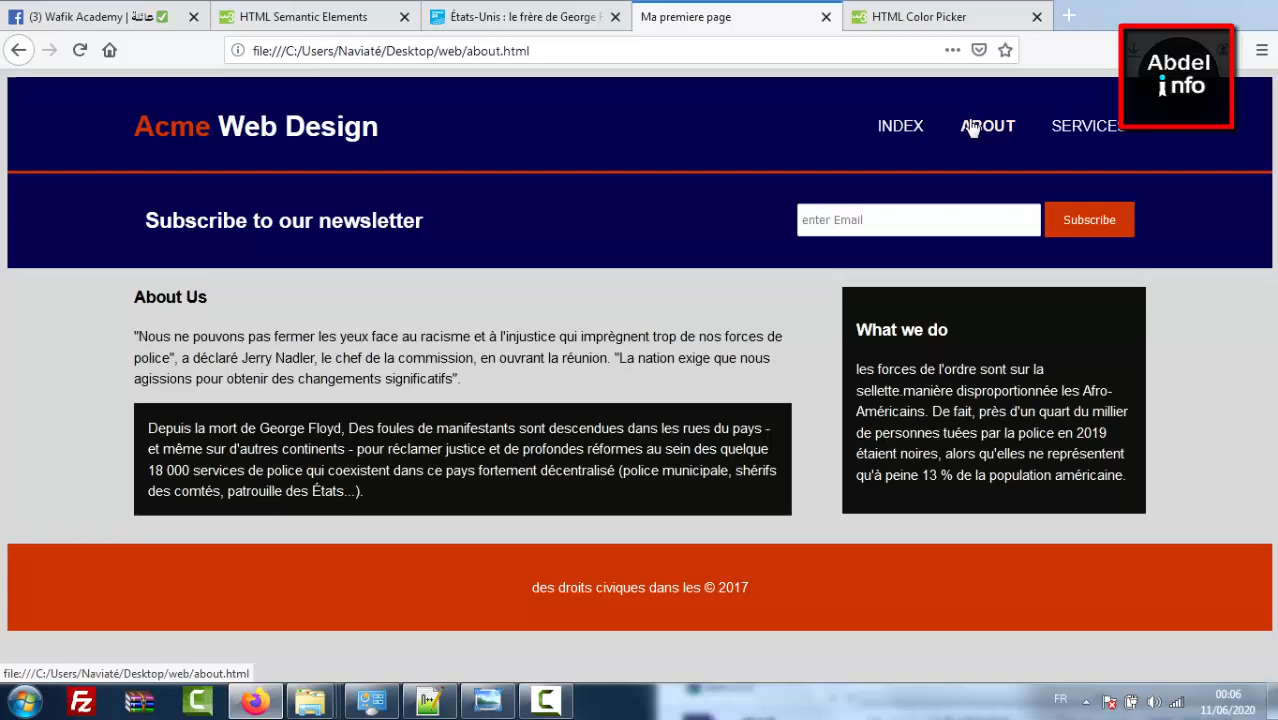 (3) Wafik Academy | عائلة ✅
HTML Semantic Elements
États-Unis : le frère de George F
Ma premiere page
HTML Color Picker
file:///C:/Users/Naviaté/Desktop/web/about.html
Abdel
info
Acme Web Design
INDEX
ABOUT
SERVICES
Subscribe to our newsletter
enter Email
Subscribe
About Us
"Nous ne pouvons pas fermer les yeux face au racisme et à l'injustice qui imprègnent trop de nos forces de
police", a déclaré Jerry Nadler, le chef de la commission, en ouvrant la réunion. "La nation exige que nous
agissions pour obtenir des changements significatifs".
Depuis la mort de George Floyd, Des foules de manifestants sont descendues dans les rues du pays -
et même sur d'autres continents - pour réclamer justice et de profondes réformes au sein des quelque
18 000 services de police qui coexistent dans ce pays fortement décentralisé (police municipale, shérifs
des comtés, patrouille des États...).
What we do
les forces de l'ordre sont sur la
sellette.manière disproportionnée les Afro-
Américains. De fait, près d'un quart du millier
de personnes tuées par la police en 2019
étaient noires, alors qu'elles ne représentent
qu'à peine 13 % de la population américaine.
des droits civiques dans les © 2017
file:///C:/Users/Naviaté/Desktop/web/about.html
FR
00:06
11/06/2020